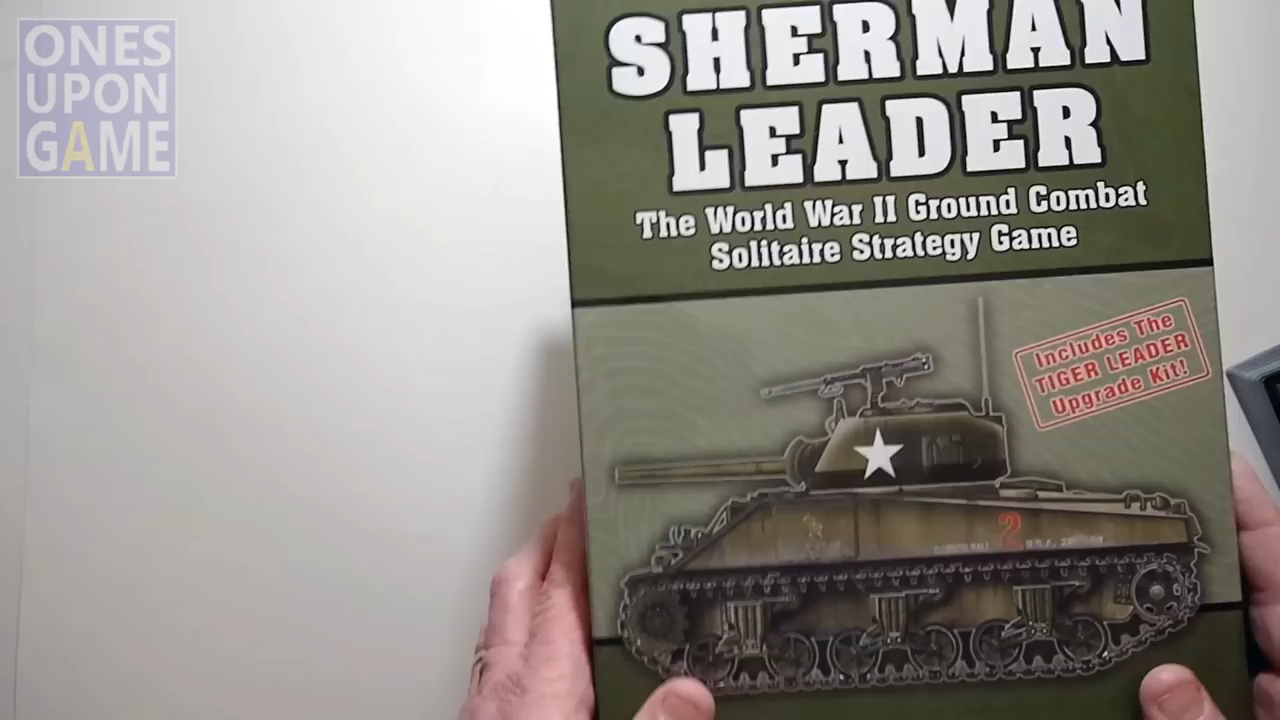 ONES
UPON
GAME
SHERMAN
LEADER
The World War II Ground Combat
Solitaire Strategy Game
Includes The
TIGER LEADER
Upgrade Kit!
2